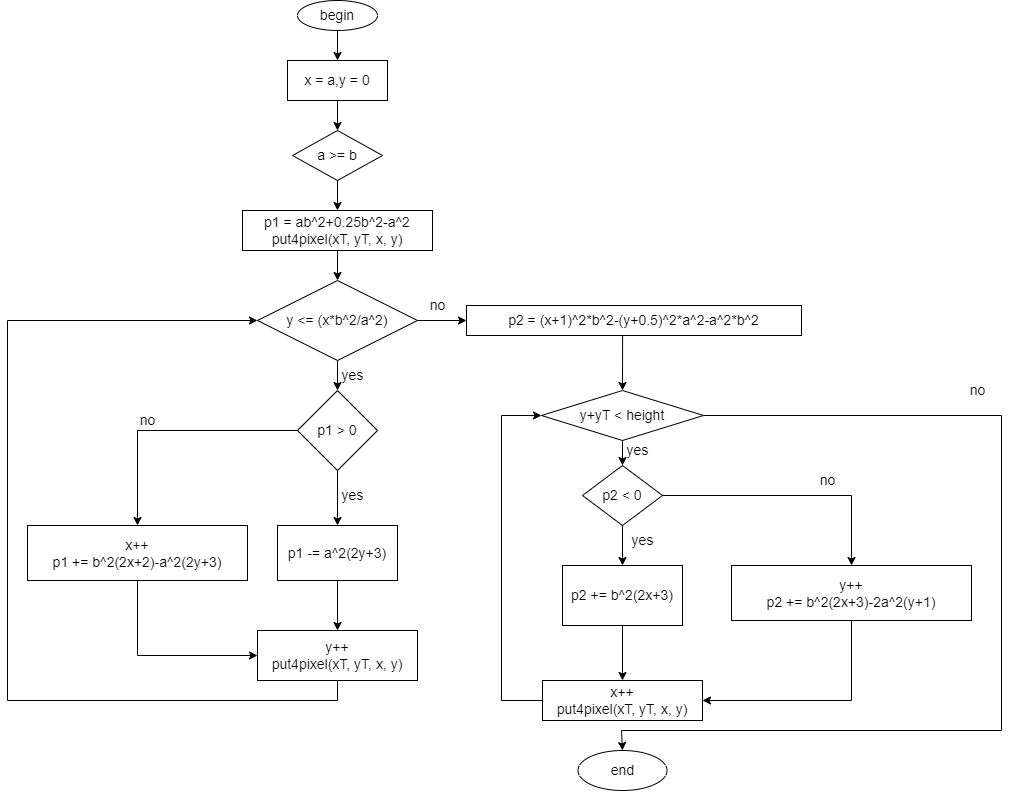 begin
x = a,y = 0
a >= b
p1 = ab^2+0.25b^2-a^2
put4pixel(xT, yT, x, y)
y <= (x*b^2/a^2)
no
p2 = (x+1)^2*b^2-(y+0.5)^2*a^2-a^2*b^2
yes
p1 > 0
no
yes
x++
p1 += b^2(2x+2)-a^2(2y+3)
p1 -= a^2(2y+3)
y++
put4pixel(xT, yT, x, y)
y+yT < height
no
yes
p2 < 0
no
yes
p2 += b^2(2x+3)
y++
p2 += b^2(2x+3)-2a^2(y+1)
x++
put4pixel(xT, yT, x, y)
end